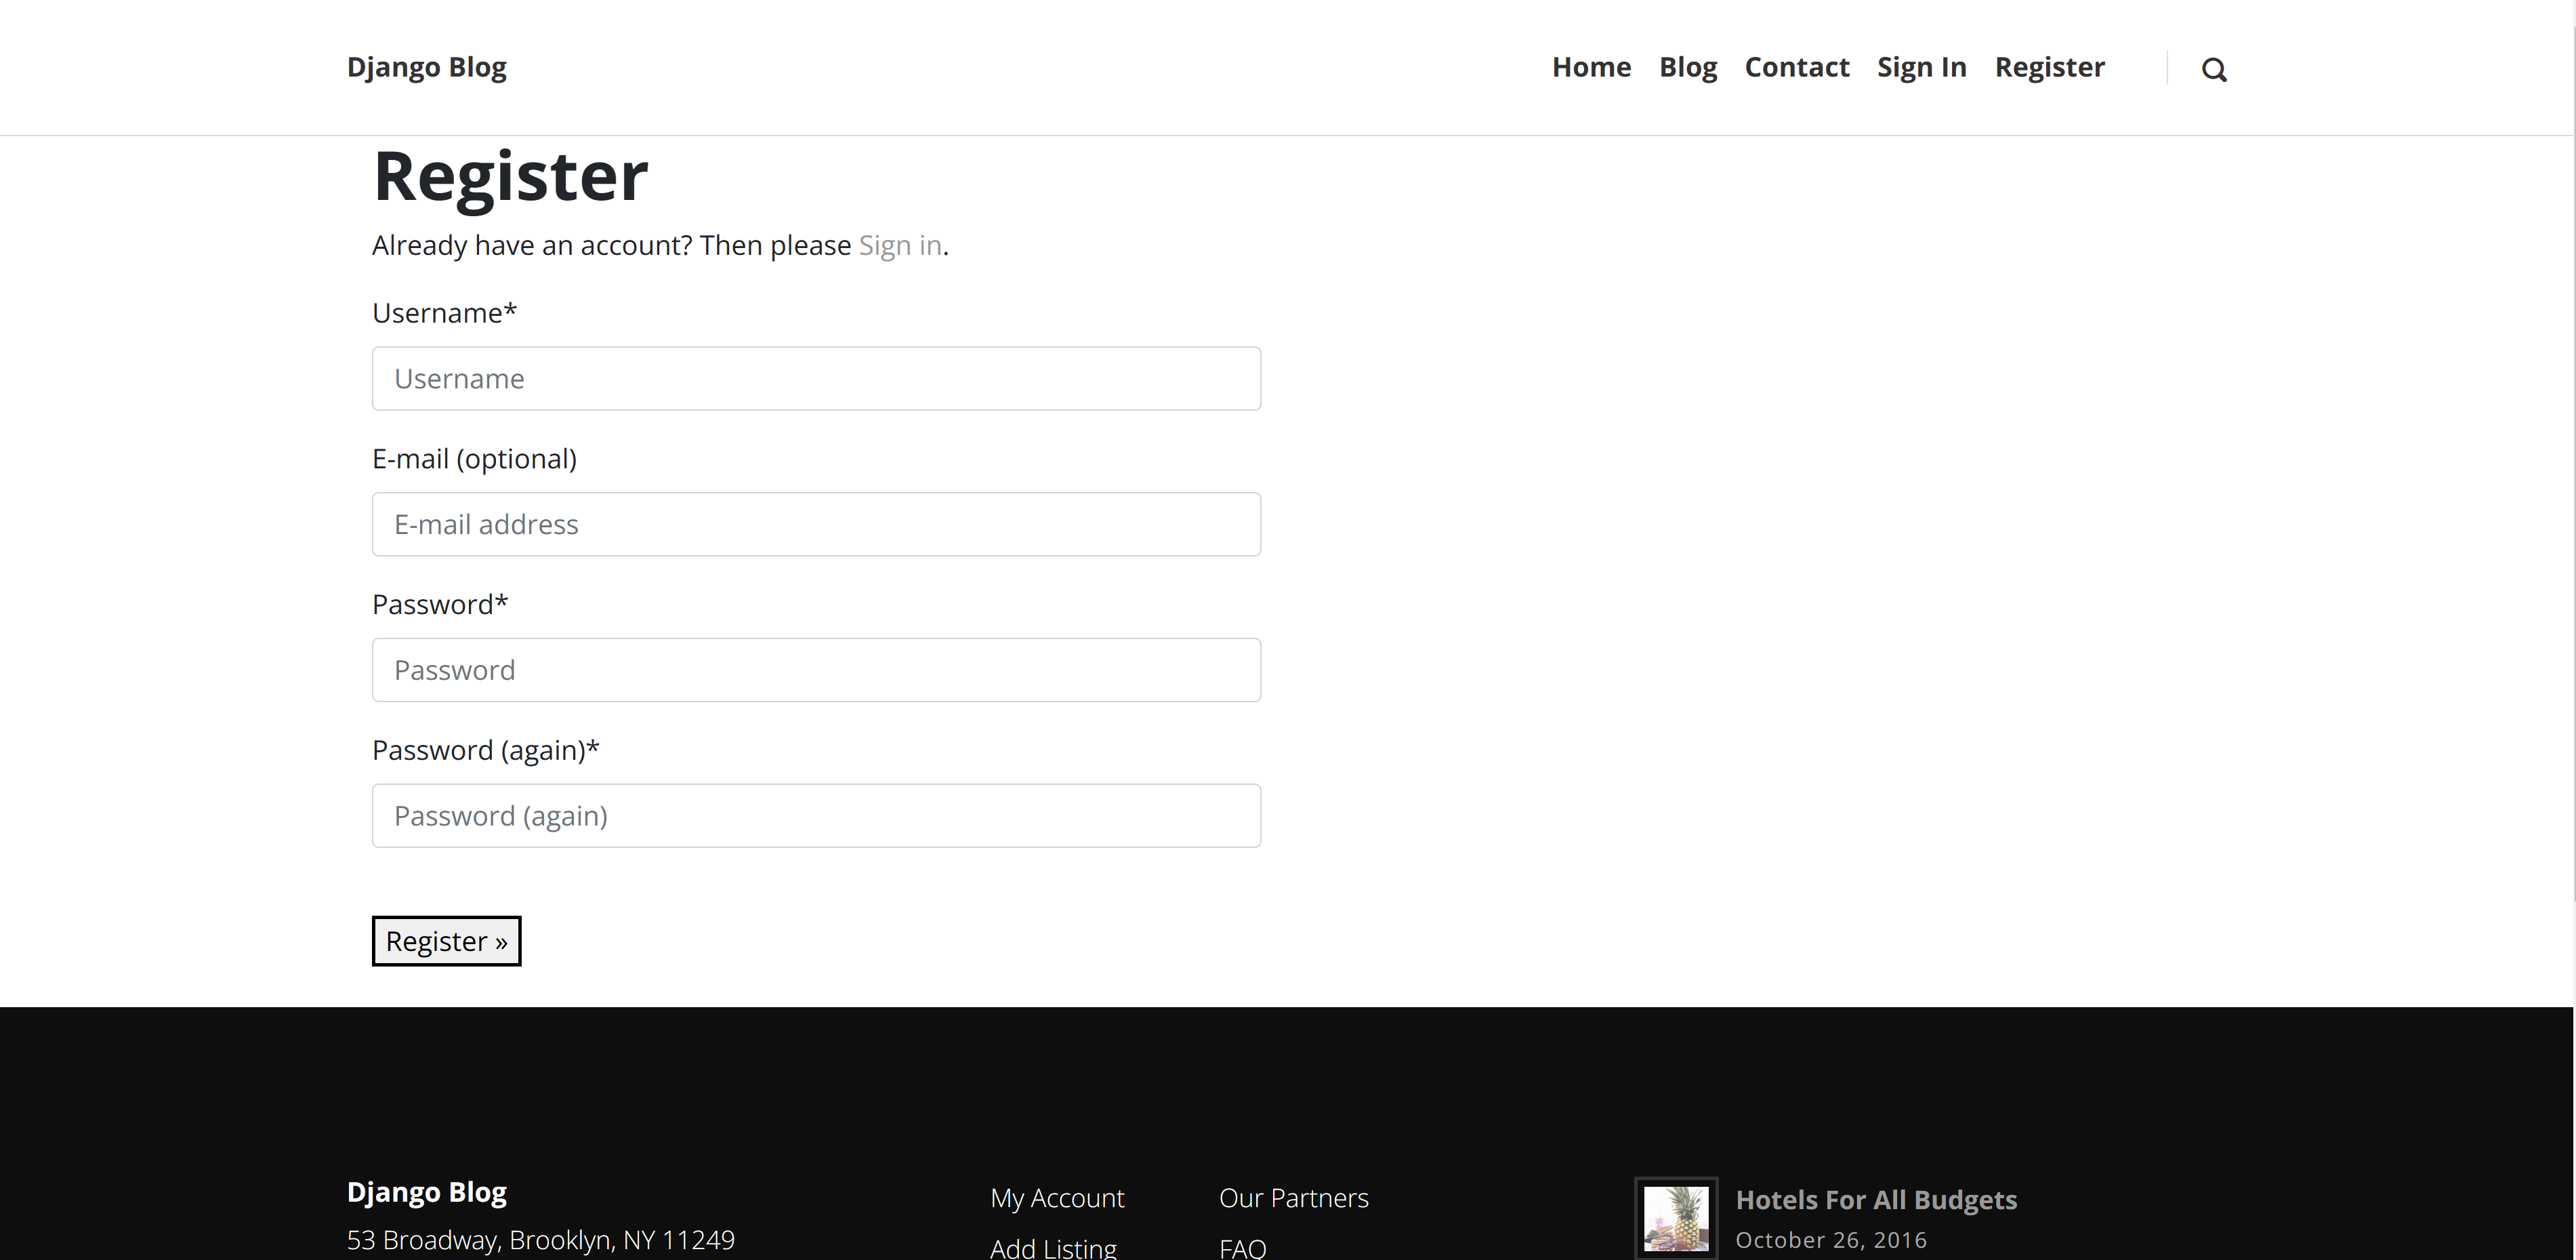 Django Blog
Home Blog Contact Sign In Register
Register
Already have an account? Then please Sign in.
Username*
Username
E-mail (optional)
E-mail address
Password*
Password
Password (again)*
Password (again)
Register »
Django Blog
53 Broadway, Brooklyn, NY 11249
My Account
Add Listing
Our Partners
FAQ
Hotels For All Budgets
October 26, 2016